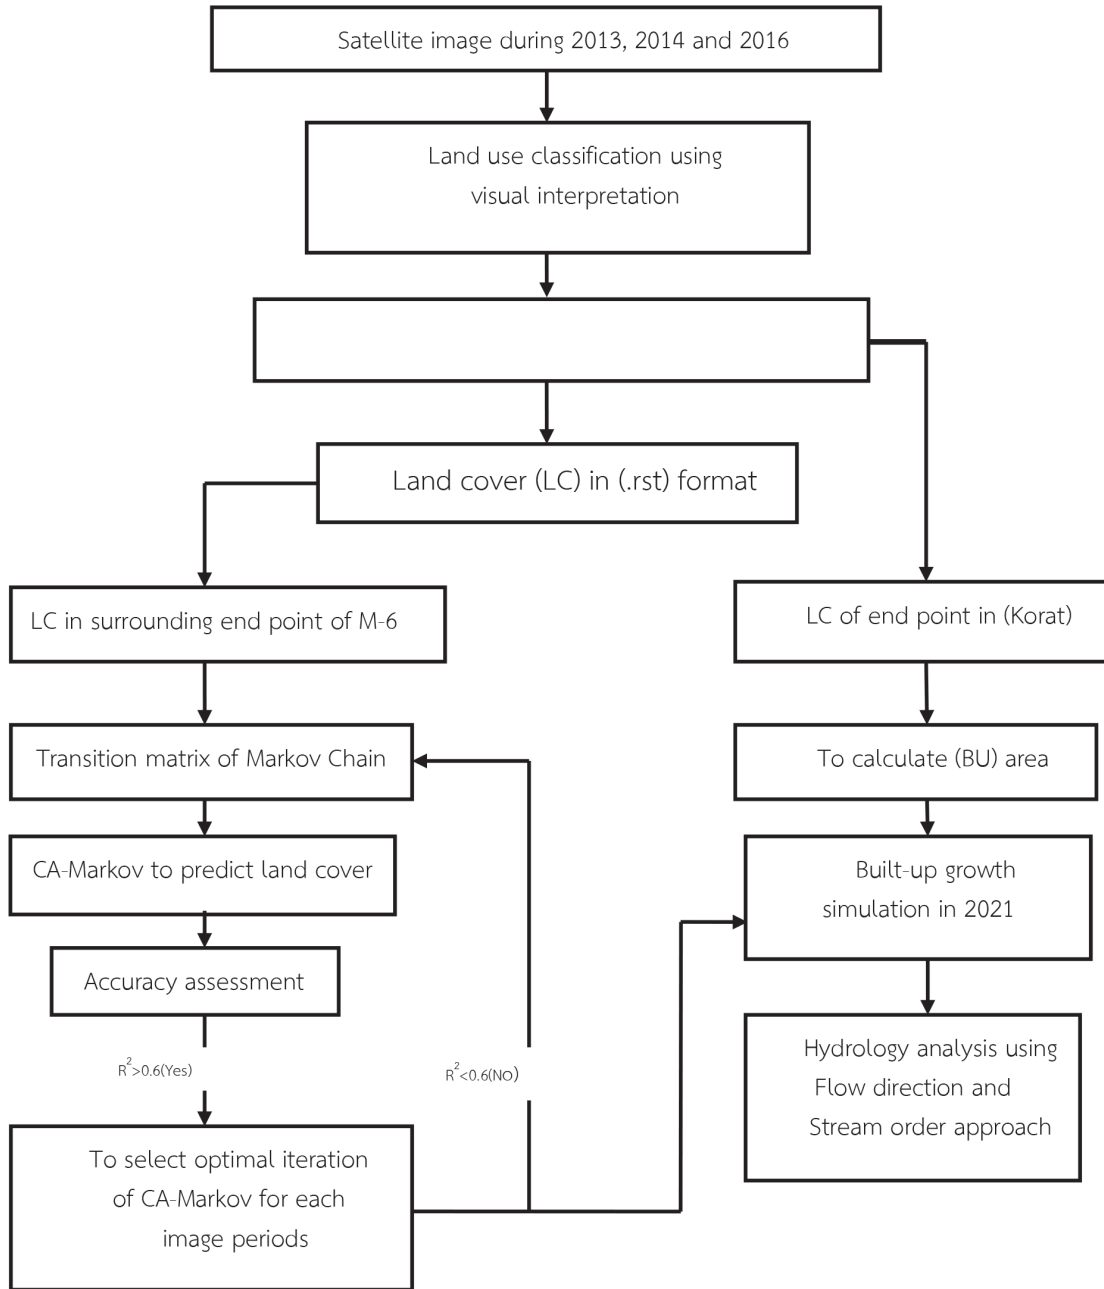 Satellite image during 2013, 2014 and 2016
Land use classification using
visual interpretation
Land cover (LC) in (.rst) format
LC in surrounding end point of M-6
LC of end point in (Korat)
Transition matrix of Markov Chain
To calculate (BU) area
CA-Markov to predict land cover
Built-up growth
simulation in 2021
Accuracy assessment
R²>0.6(Yes)
R²<0.6(No)
Hydrology analysis using
Flow direction and
Stream order approach
To select optimal iteration
of CA-Markov for each
image periods